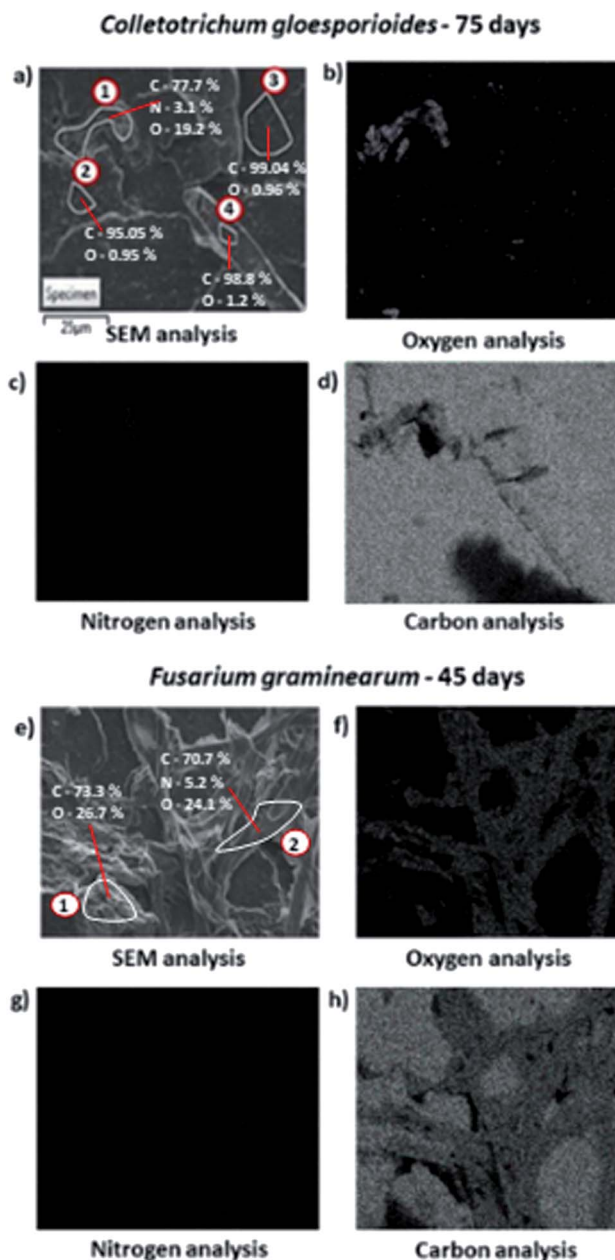 Colletotrichum gloesporioides - 75 days
a)
1
C - 77.7 %
N - 3.1 %
O - 19.2 %
3
2
C - 99.04 %
O - 0.96 %
4
C - 95.05 %
O - 0.95 %
C - 98.8 %
O - 1.2 %
Specimen
25µm
SEM analysis
b)
Oxygen analysis
c)
Nitrogen analysis
d)
Carbon analysis
Fusarium graminearum - 45 days
e)
C - 70.7 %
N - 5.2 %
O - 24.1 %
C - 73.3 %
O - 26.7 %
2
1
SEM analysis
f)
Oxygen analysis
g)
Nitrogen analysis
h)
Carbon analysis